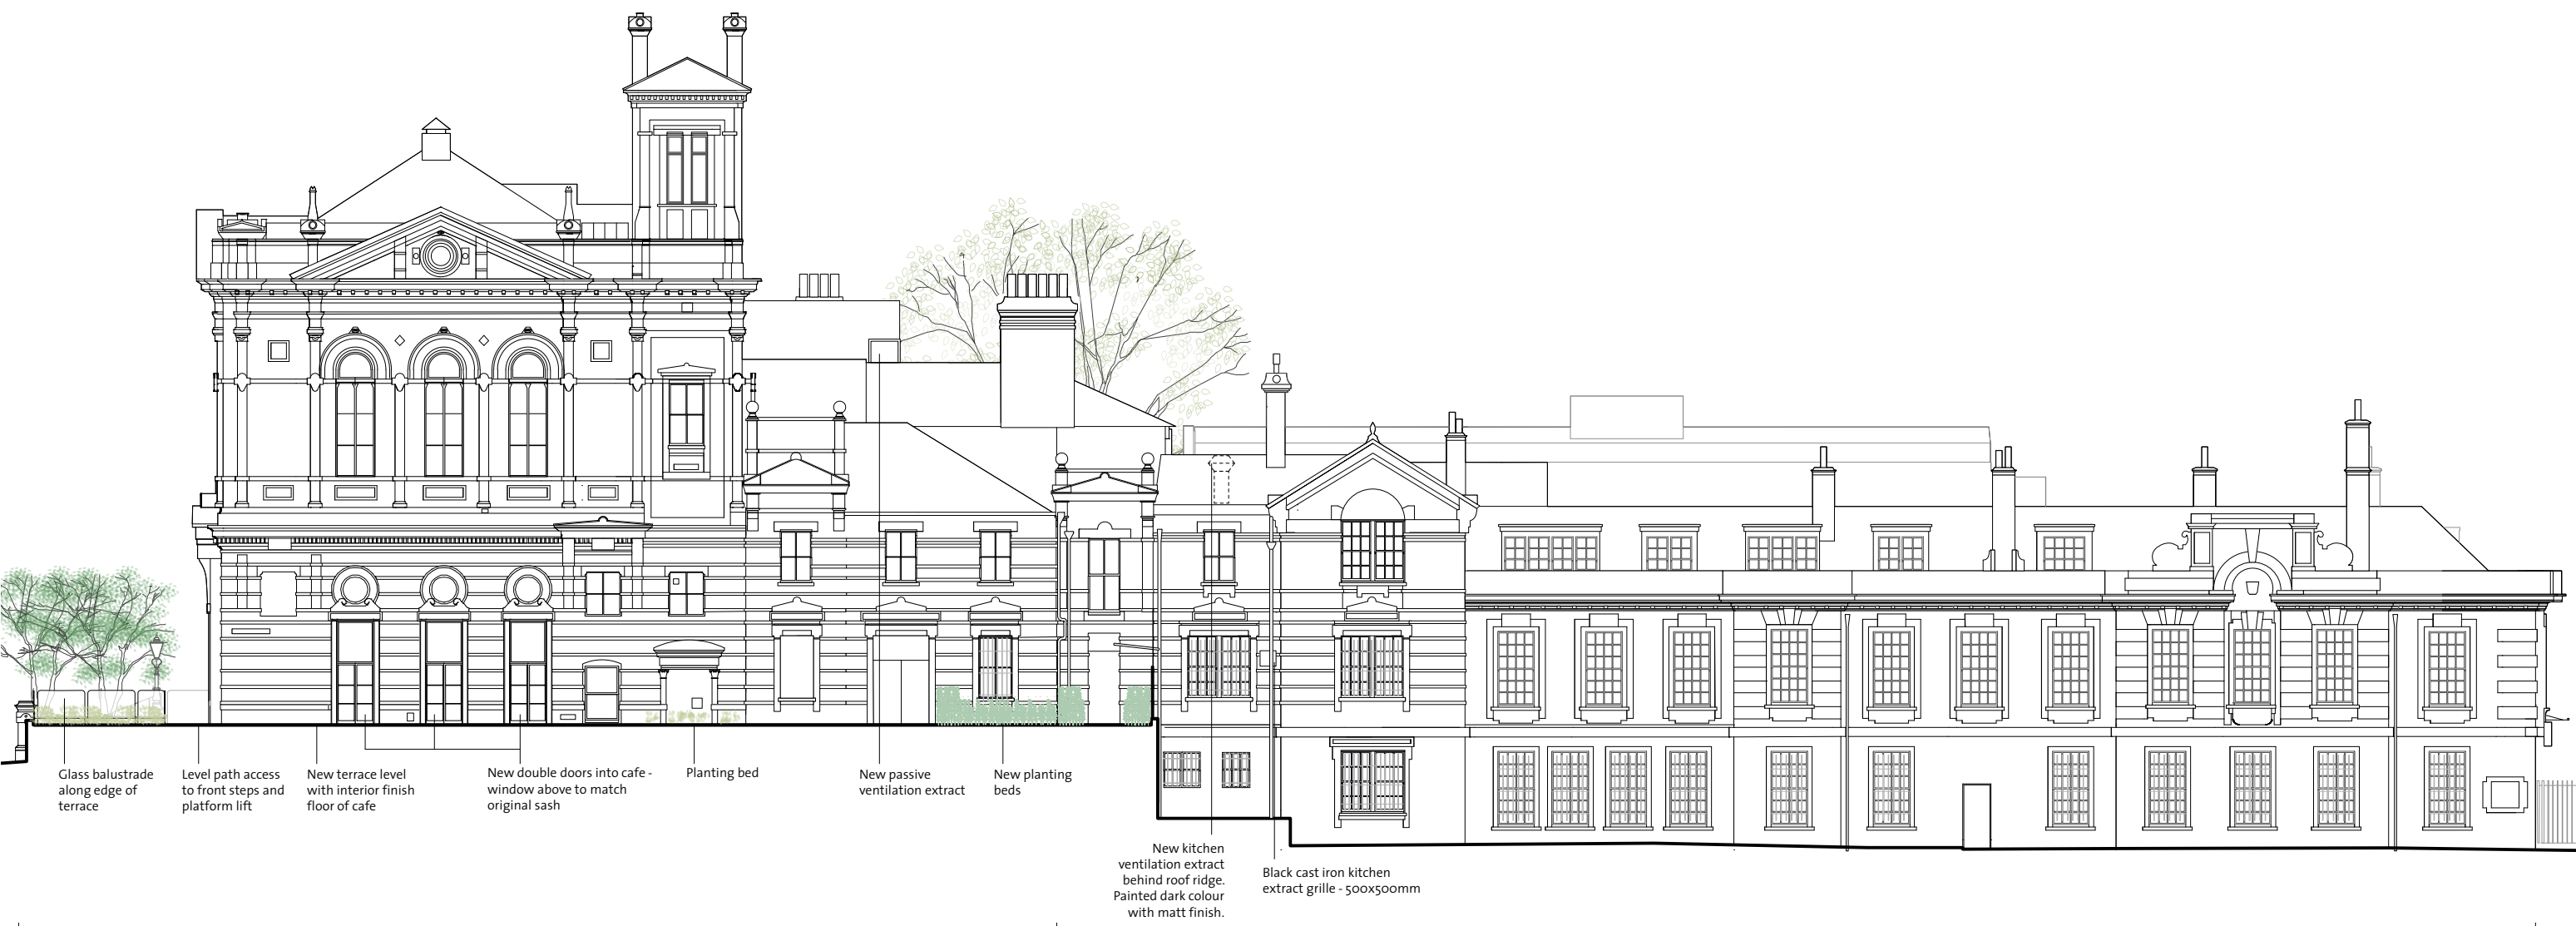 Glass balustrade
along edge of
terrace
Level path access
to front steps and
platform lift
New terrace level
with interior finish
floor of cafe
New double doors into cafe -
window above to match
original sash
Planting bed
New passive
ventilation extract
New planting
beds
New kitchen
ventilation extract
behind roof ridge.
Painted dark colour
with matt finish.
Black cast iron kitchen
extract grille - 500x500mm